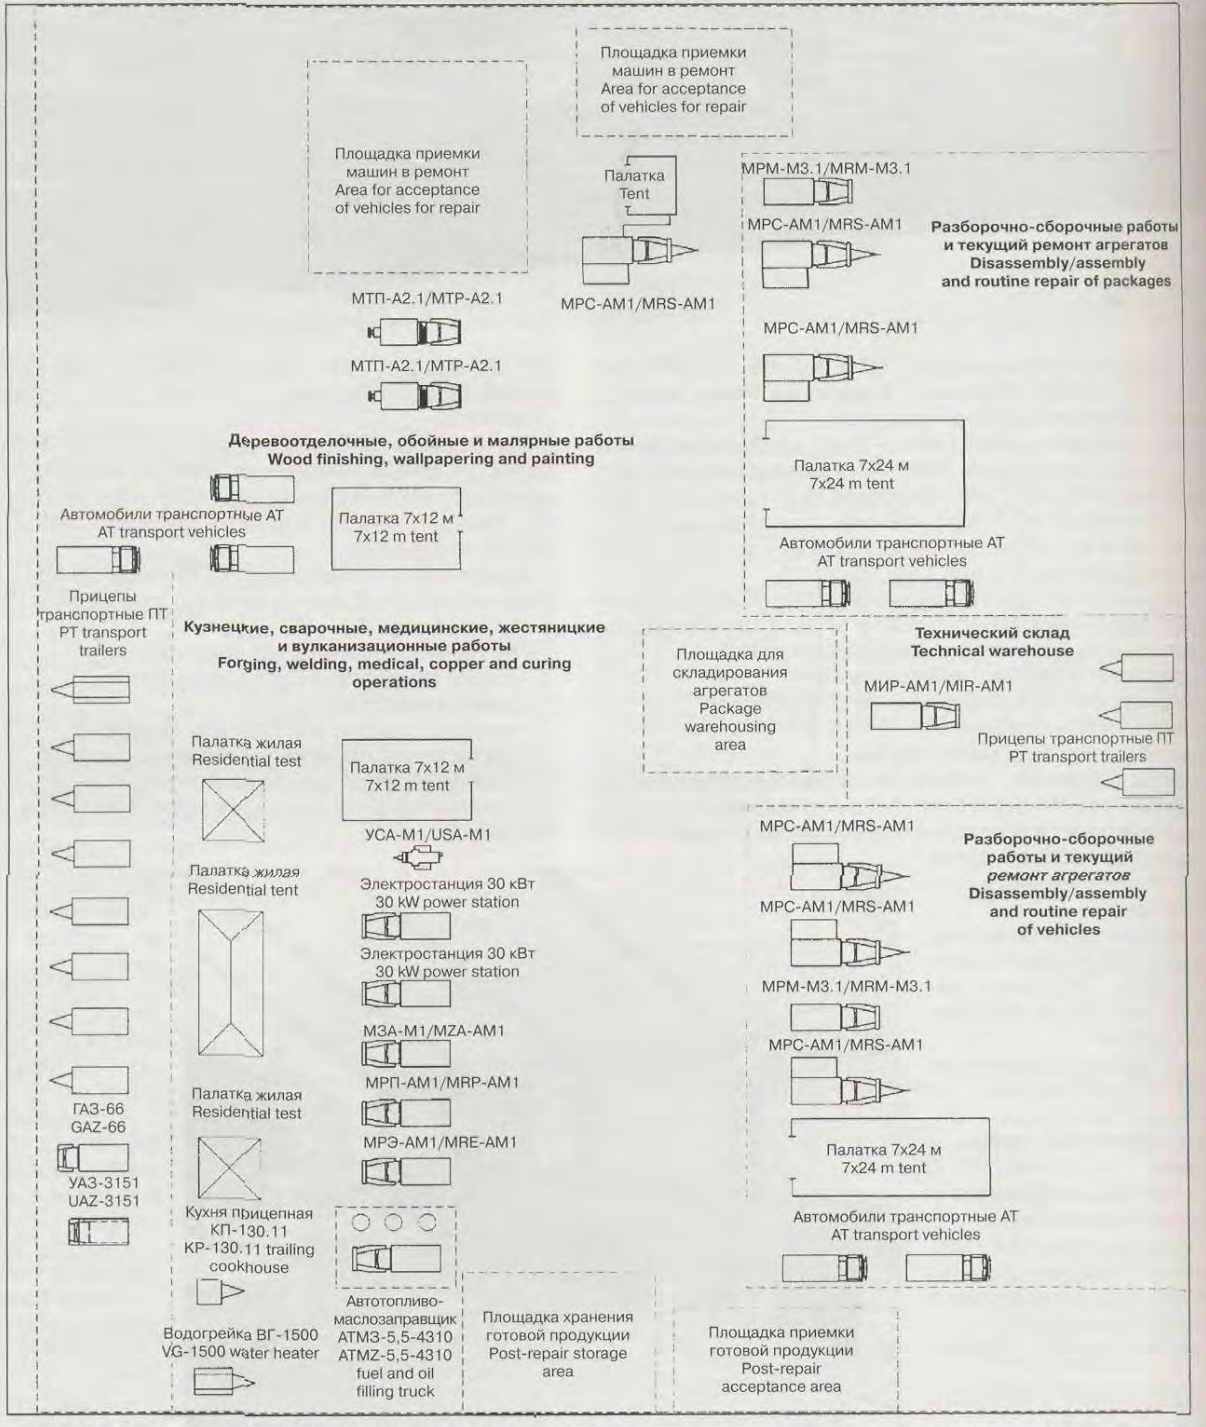 Площадка приемки
машин в ремонт
Area for acceptance
of vehicles for repair
Площадка приемки
машин в ремонт
Area for acceptance
of vehicles for repair
Палатка
Tent
МРС-АМ1/MRS-AM1
МТП-А2.1/MTP-A2.1
МТП-А2.1/MTP-A2.1
МРМ-М3.1/MRM-M3.1
МРС-АМ1/MRS-AM1
Разборочно-сборочные работы
и текущий ремонт агрегатов
Disassembly/assembly
and routine repair of packages
МРС-АМ1/MRS-AM1
Палатка 7x24 м
7x24 m tent
Автомобили транспортные АТ
AT transport vehicles
Деревоотделочные, обойные и малярные работы
Wood finishing, wallpapering and painting
Автомобили транспортные АТ
AT transport vehicles
Палатка 7x12 м
7x12 m tent
Прицепы
транспортные ПТ
PT transport
trailers
Кузнецкие, сварочные, медицинские, жестяницкие
и вулканизационные работы
Forging, welding, medical, copper and curing
operations
Площадка для
складирования
агрегатов
Package
warehousing
area
Технический склад
Technical warehouse
МИР-АМ1/MIR-AM1
Прицепы транспортные ПТ
PT transport trailers
Палатка жилая
Residential test
Палатка 7x12 м
7x12 m tent
УСА-М1/USA-M1
Палатка жилая
Residential tent
Электростанция 30 кВт
30 kW power station
Электростанция 30 кВт
30 kW power station
МЗА-М1/MZA-AM1
МРП-АМ1/MRP-AM1
МРЭ-АМ1/MRE-AM1
Палатка жилая
Residential test
ГАЗ-66
GAZ-66
УАЗ-3151
UAZ-3151
Кухня прицепная
КП-130.11
KP-130.11 trailing
cookhouse
Водогрейка ВГ-1500
VG-1500 water heater
Автотопливо-
маслозаправщик
АТМЗ-5,5-4310
ATMZ-5,5-4310
fuel and oil
filling truck
МРС-АМ1/MRS-AM1
Разборочно-сборочные
работы и текущий
ремонт агрегатов
Disassembly/assembly
and routine repair
of vehicles
МРС-АМ1/MRS-AM1
МРМ-М3.1/MRM-M3.1
МРС-АМ1/MRS-AM1
Палатка 7x24 м
7x24 m tent
Автомобили транспортные АТ
AT transport vehicles
Площадка хранения
готовой продукции
Post-repair storage
area
Площадка приемки
готовой продукции
Post-repair
acceptance area